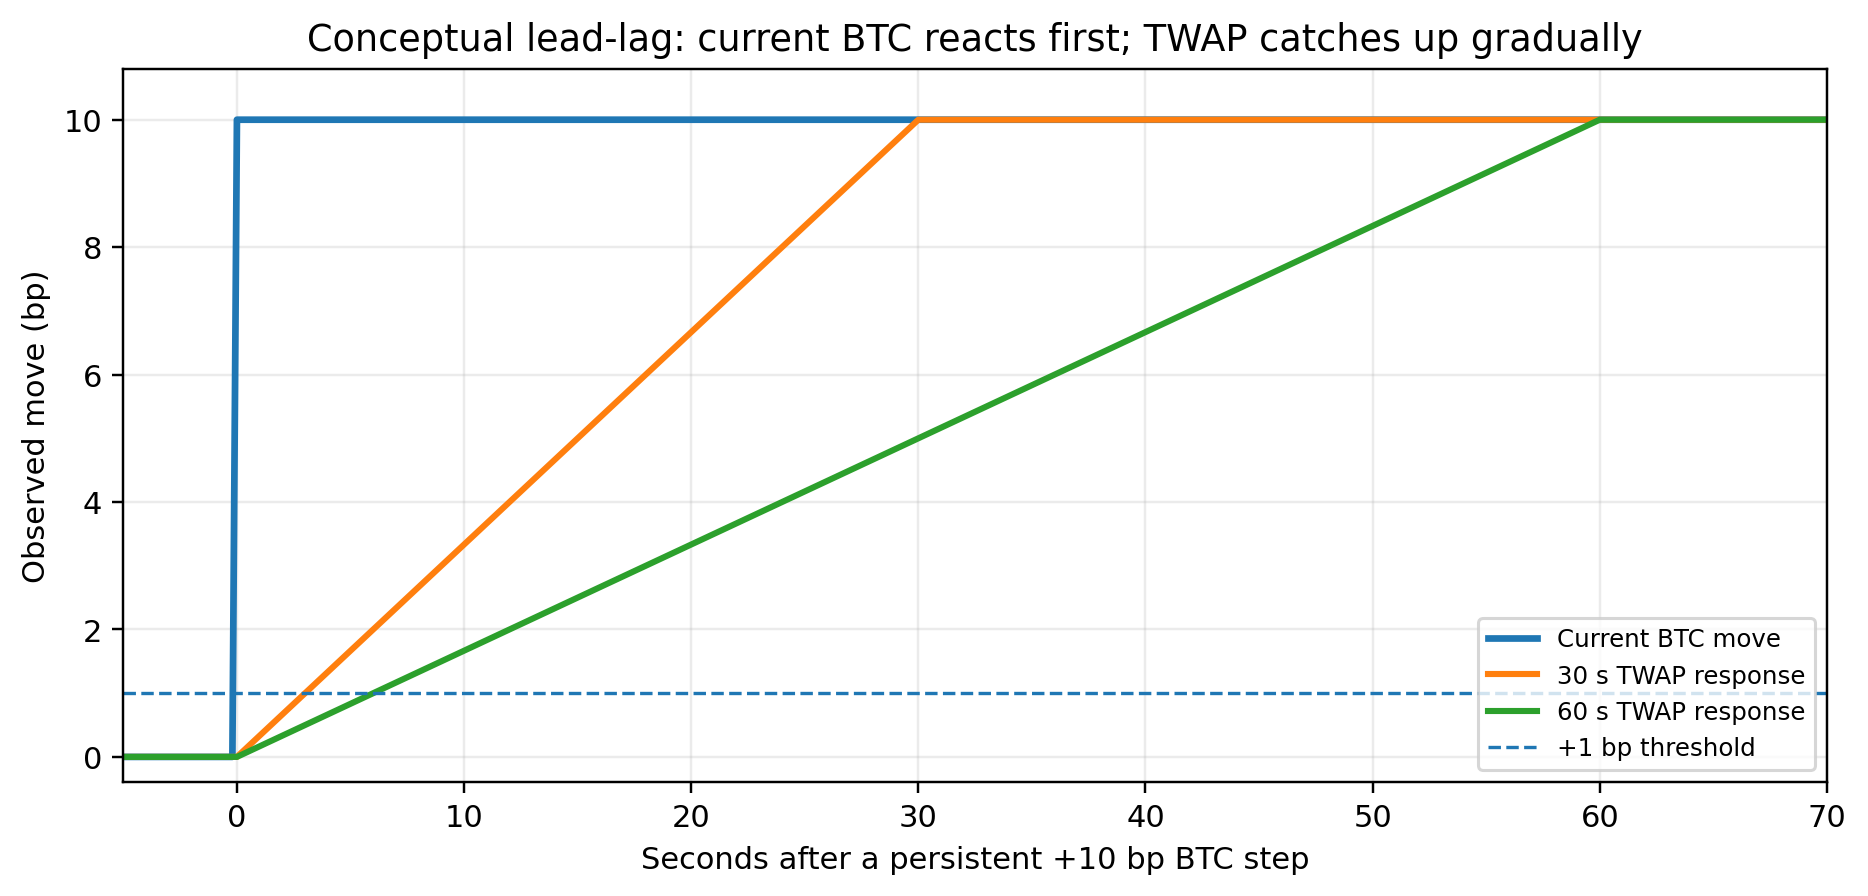 Conceptual lead-lag: current BTC reacts first; TWAP catches up gradually
Observed move (bp)
10
8
6
4
2
0
Current BTC move
30 s TWAP response
60 s TWAP response
+1 bp threshold
0 10 20 30 40 50 60 70
Seconds after a persistent +10 bp BTC step